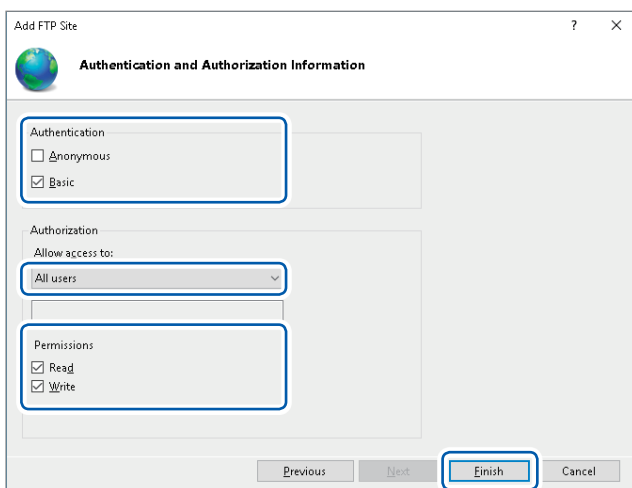 Add FTP Site ? ×
Authentication and Authorization Information
Authentication
Anonymous
Basic
Authorization
Allow access to:
All users
Permissions
Read
Write
Previous Next Finish Cancel